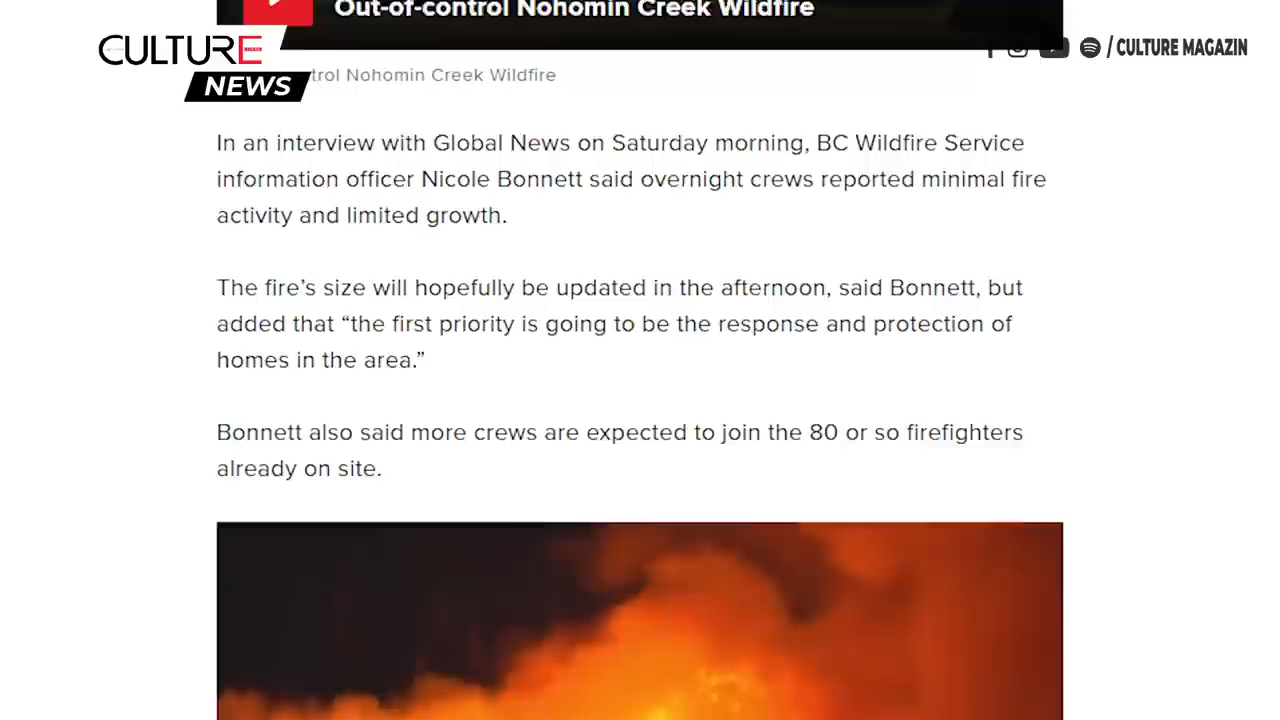 Out-of-control Nohomin Creek Wildfire
CULTURE
NEWS
/ CULTURE MAGAZIN
trol Nohomin Creek Wildfire
In an interview with Global News on Saturday morning, BC Wildfire Service
information officer Nicole Bonnett said overnight crews reported minimal fire
activity and limited growth.
The fire’s size will hopefully be updated in the afternoon, said Bonnett, but
added that “the first priority is going to be the response and protection of
homes in the area.”
Bonnett also said more crews are expected to join the 80 or so firefighters
already on site.